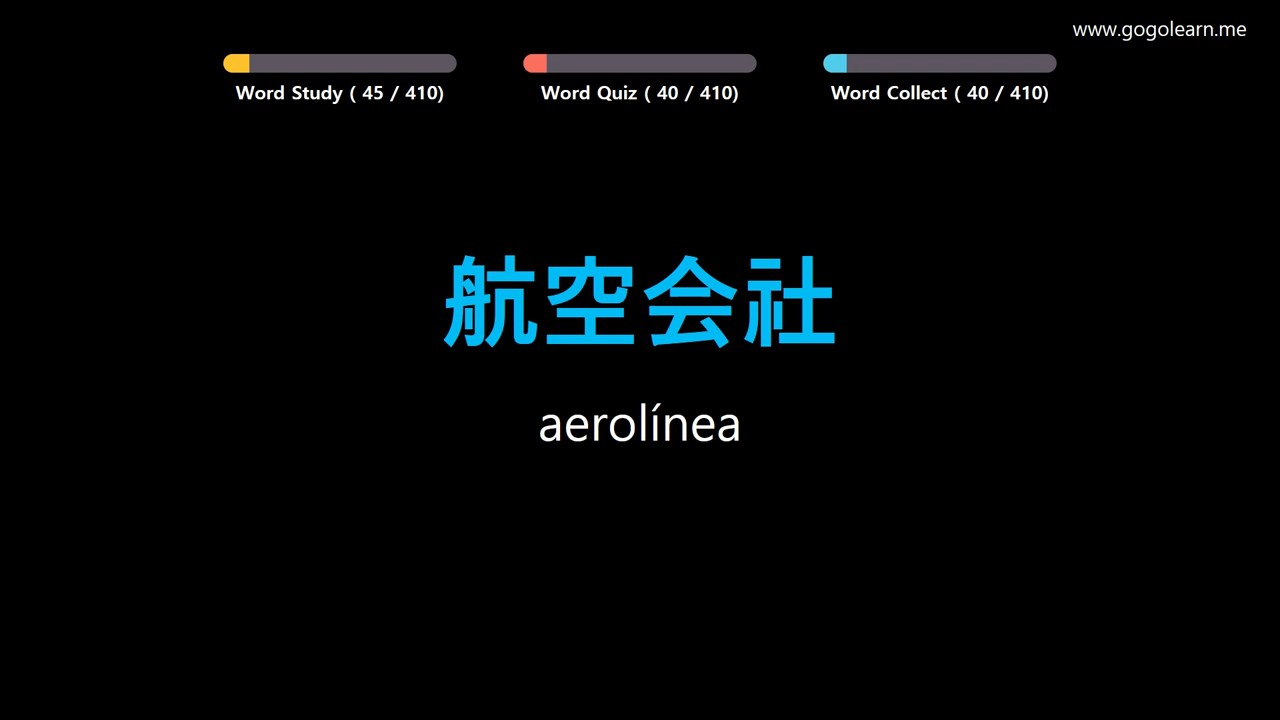 www.gogolearn.me
Word Study ( 45 / 410)
Word Quiz ( 40 / 410)
Word Collect ( 40 / 410)
航空会社
aerolínea